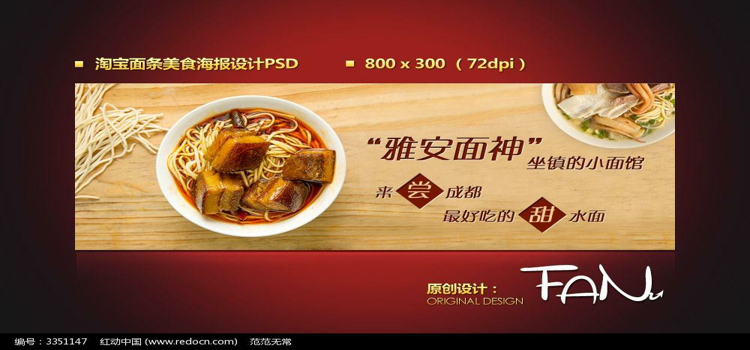 淘宝面条美食海报设计PSD
800 x 300 （72dpi）
“雅安面神”
坐镇的小面馆
来尝成都
最好吃的甜水面
原创设计：
ORIGINAL DESIGN
FAN
编号：3351147 红动中国 (www.redocn.com) 范范无常